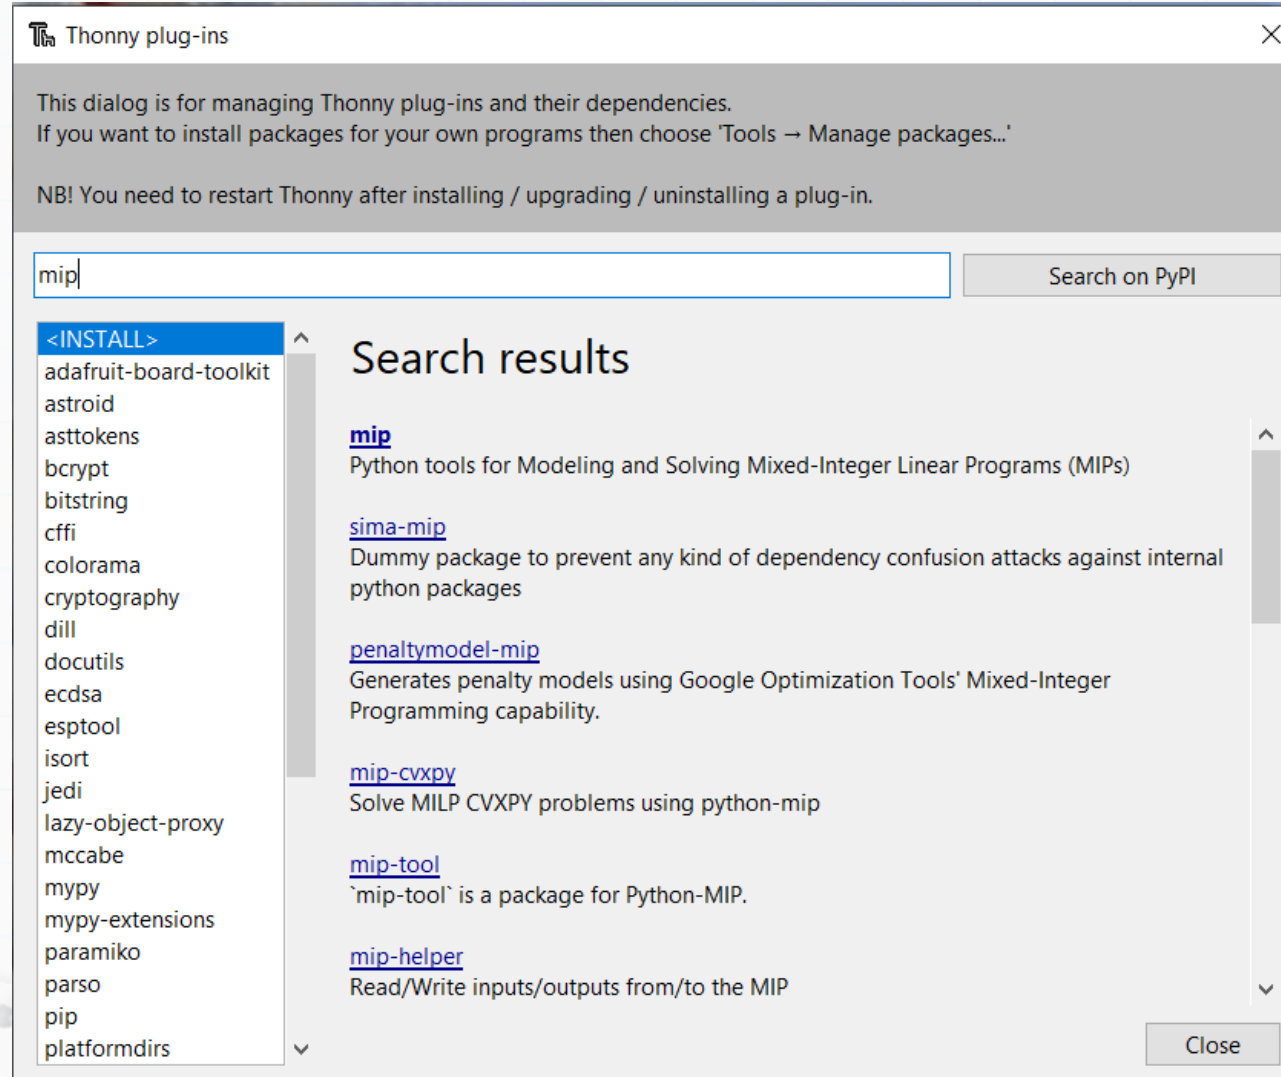 Thonny plug-ins
This dialog is for managing Thonny plug-ins and their dependencies.
If you want to install packages for your own programs then choose 'Tools → Manage packages...'
NB! You need to restart Thonny after installing / upgrading / uninstalling a plug-in.
mip
Search on PyPI
<INSTALL>
adafruit-board-toolkit
astroid
asttokens
bcrypt
bitstring
cffi
colorama
cryptography
dill
docutils
ecdsa
esptool
isort
jedi
lazy-object-proxy
mccabe
mypy
mypy-extensions
paramiko
parso
pip
platformdirs
Search results
mip
Python tools for Modeling and Solving Mixed-Integer Linear Programs (MIPs)
sima-mip
Dummy package to prevent any kind of dependency confusion attacks against internal
python packages
penaltymodel-mip
Generates penalty models using Google Optimization Tools' Mixed-Integer
Programming capability.
mip-cvxpy
Solve MILP CVXPY problems using python-mip
mip-tool
`mip-tool` is a package for Python-MIP.
mip-helper
Read/Write inputs/outputs from/to the MIP
Close